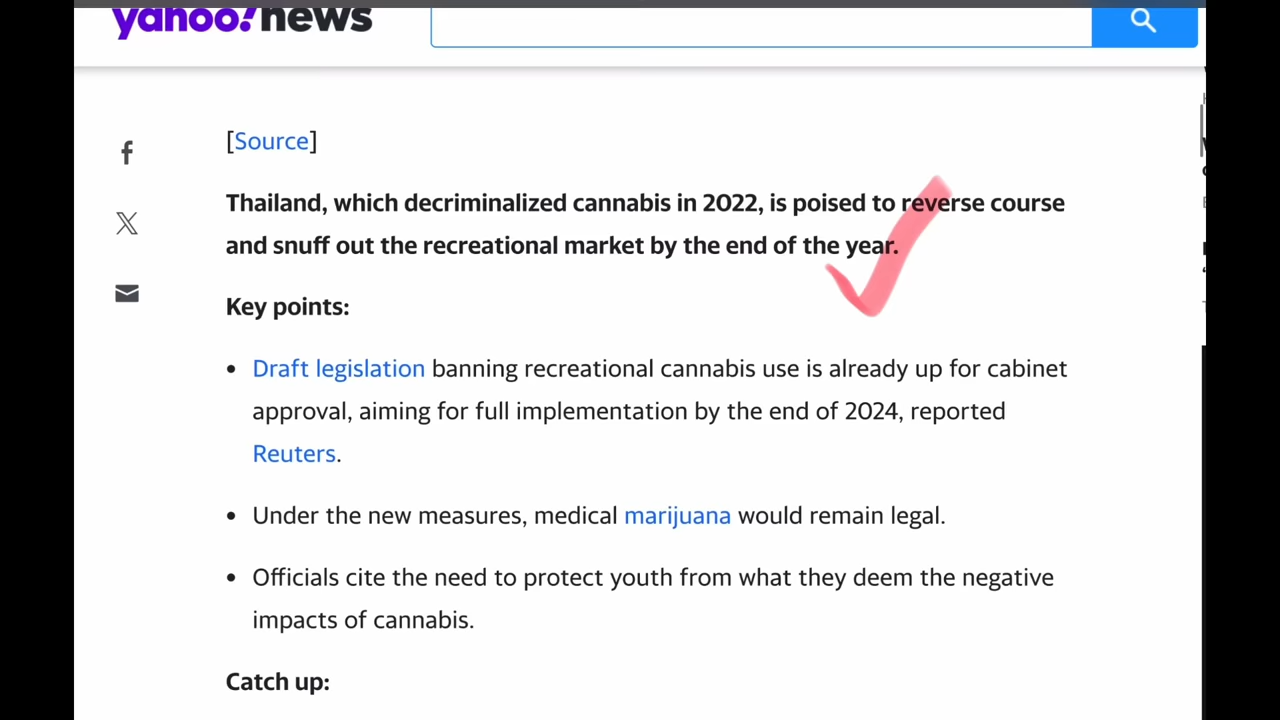 yahoo!news
[Source]
Thailand, which decriminalized cannabis in 2022, is poised to reverse course
and snuff out the recreational market by the end of the year.
Key points:
• Draft legislation banning recreational cannabis use is already up for cabinet
approval, aiming for full implementation by the end of 2024, reported
Reuters.
• Under the new measures, medical marijuana would remain legal.
• Officials cite the need to protect youth from what they deem the negative
impacts of cannabis.
Catch up: